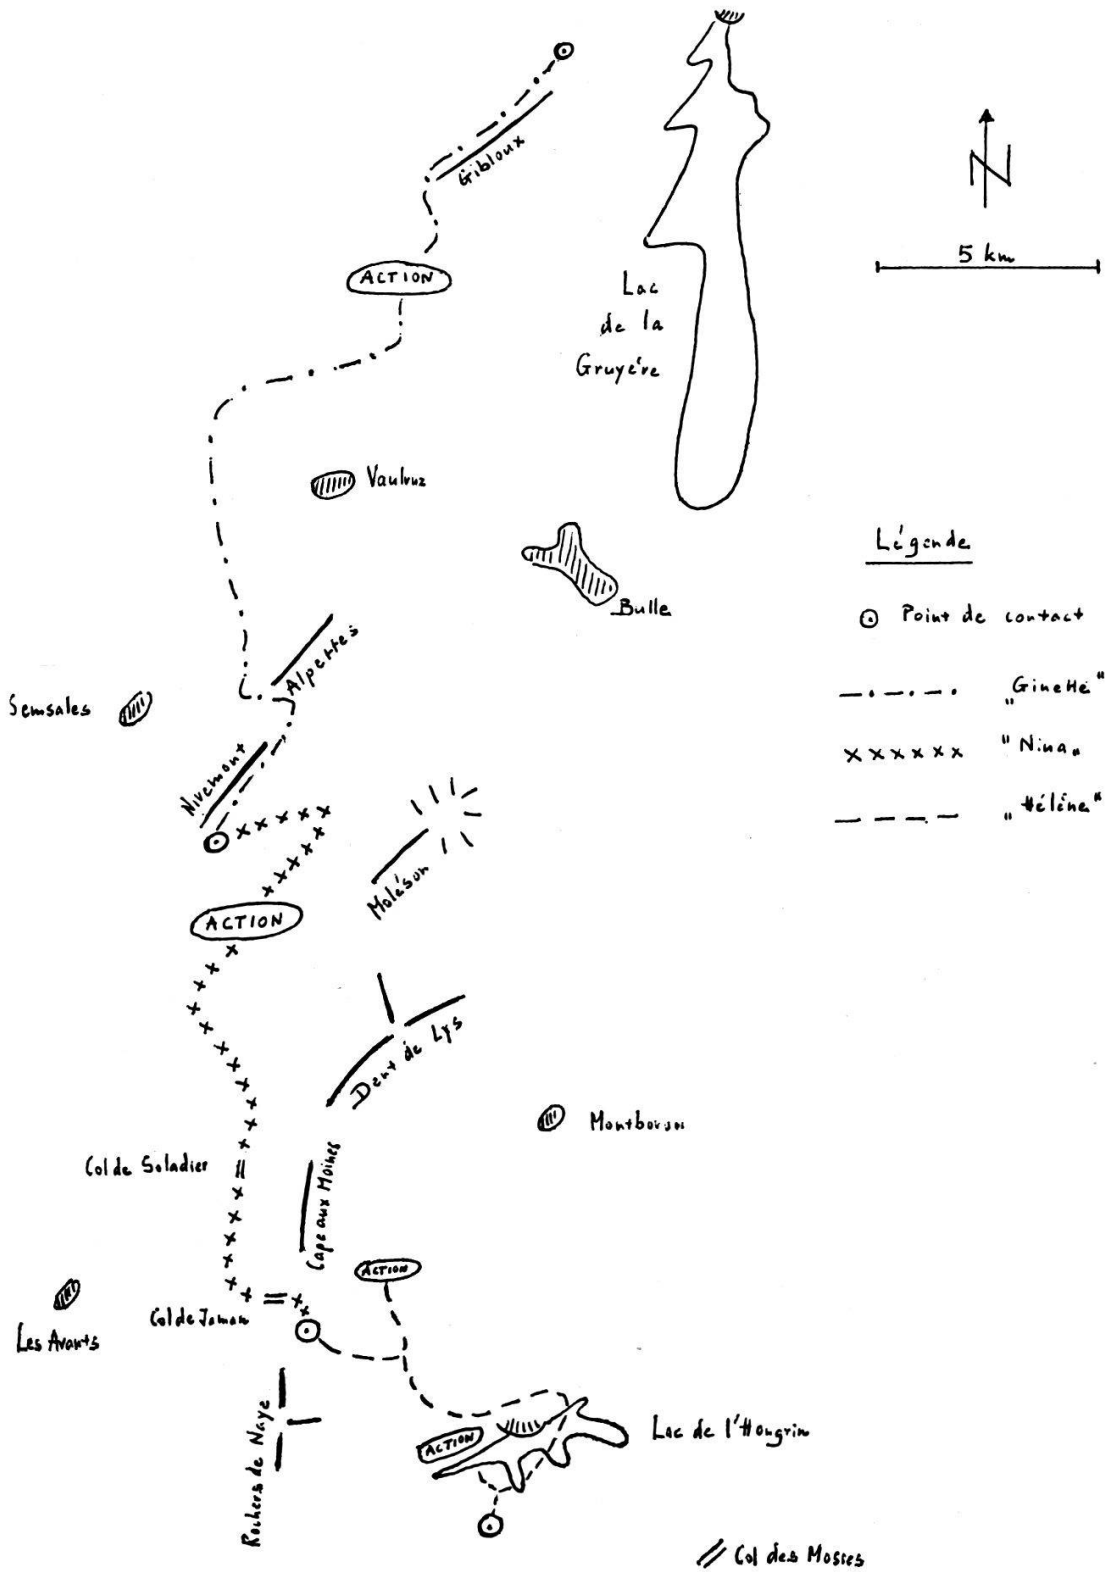 Gibloux
N
ACTION
5 km
Lac
de la
Gruyère
Vaulruz
Légende
Bulle
Point de contact
Alpettes
"Ginette"
Semsales
"Nina"
Niremont
"Hélène"
Moléson
ACTION
Dent de Lys
Montbovon
Col de Soladier
Cape aux Moines
ACTION
Col de Jaman
Les Avants
Rochers de Naye
Lac de l'Hongrin
ACTION
Col des Mosses